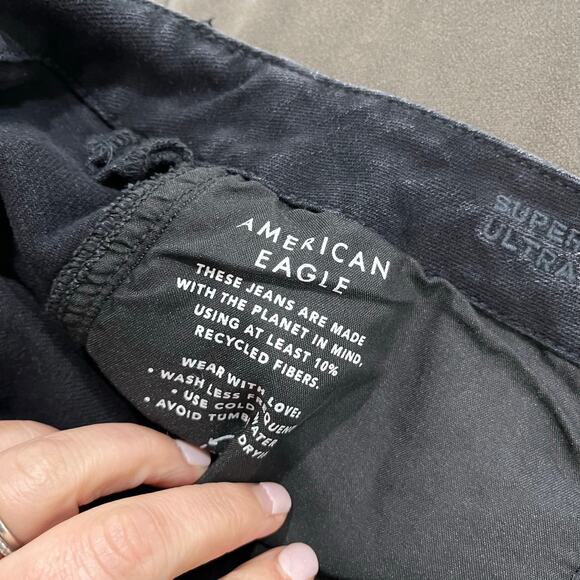 AMERICAN
EAGLE
THESE JEANS ARE MADE
WITH THE PLANET IN MIND,
USING AT LEAST 10%
RECYCLED FIBERS.
WEAR WITH LOVE:
• WASH LESS
• USE COLD WATER
• AVOID
SUPER
ULTRA